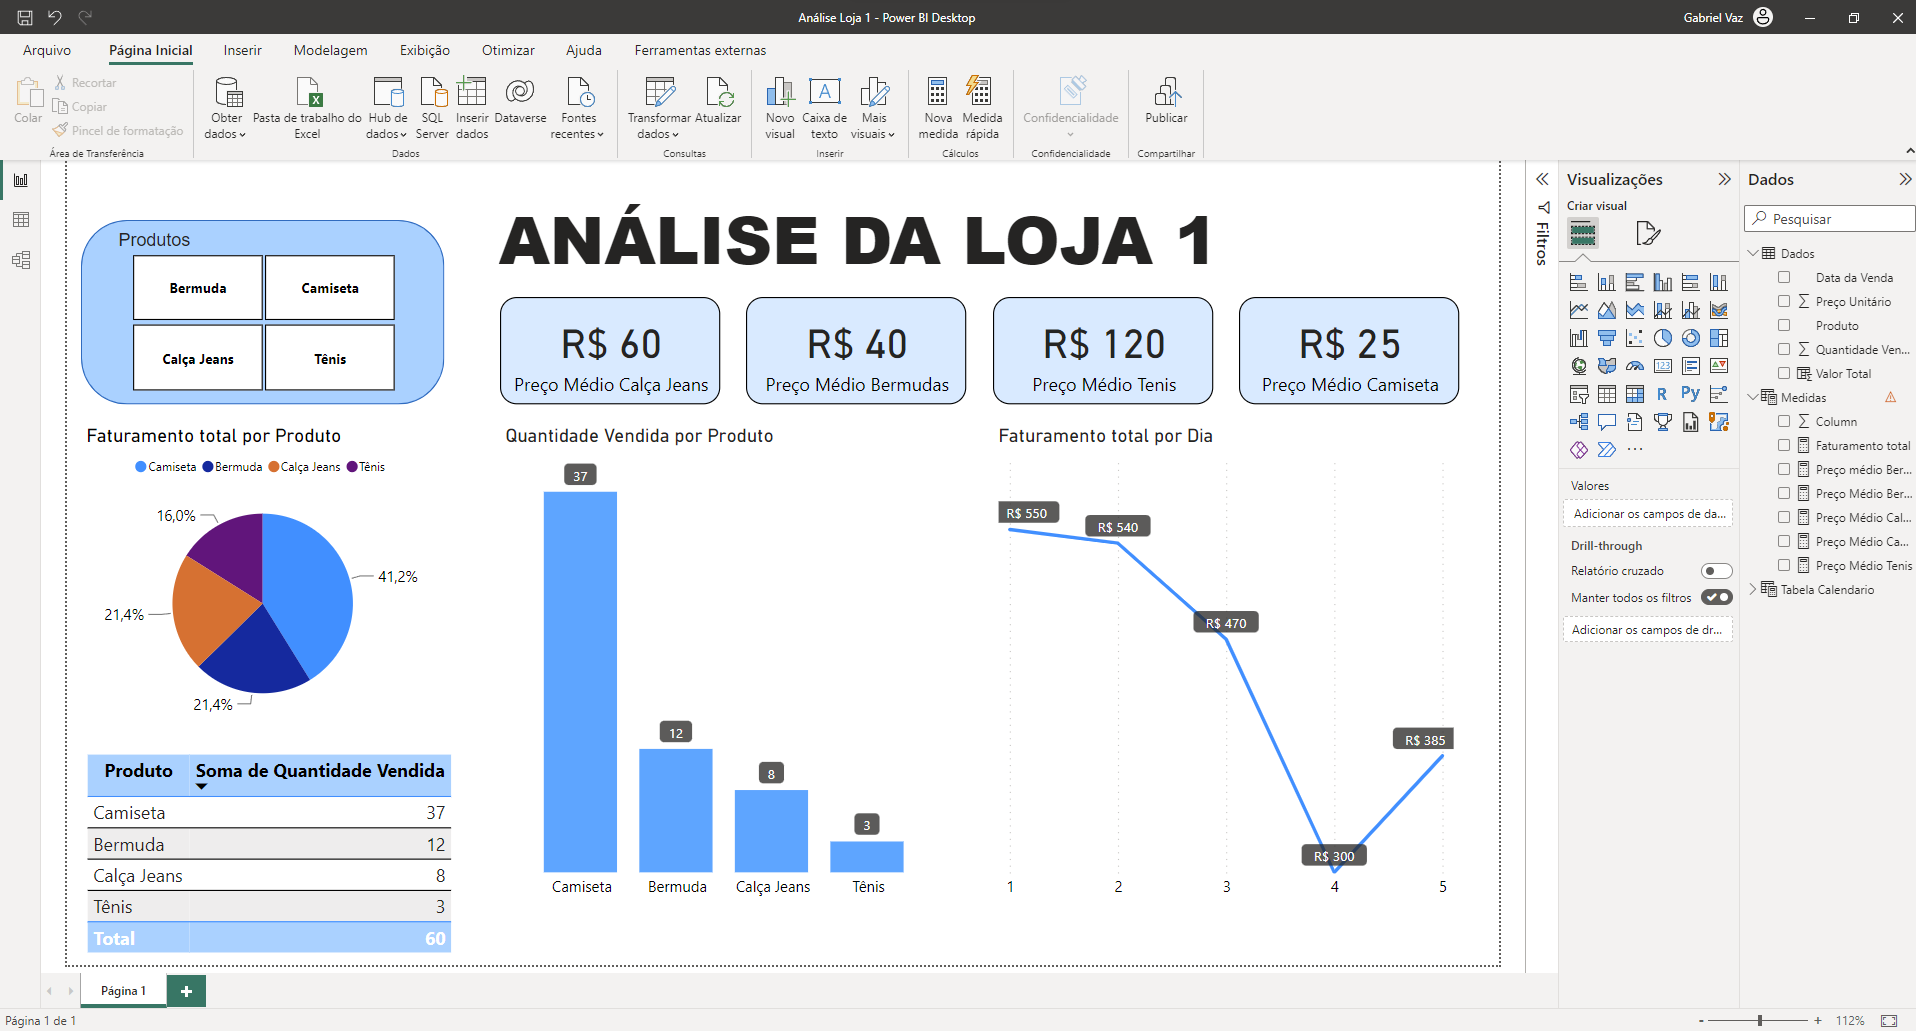 Análise Loja 1 - Power BI Desktop
Gabriel Vaz
Arquivo
Página Inicial
Inserir
Modelagem
Exibição
Otimizar
Ajuda
Ferramentas externas
Colar
Recortar
Copiar
Pincel de formatação
Área de Transferência
Obter dados
Pasta de trabalho do Excel
Hub de dados
SQL Server
Inserir dados
Dataverse
Fontes recentes
Dados
Transformar dados
Atualizar
Consultas
Novo visual
Caixa de texto
Mais visuais
Inserir
Nova medida
Medida rápida
Cálculos
Confidencialidade
Confidencialidade
Publicar
Compartilhar
Produtos
Bermuda
Camiseta
Calça Jeans
Tênis
ANÁLISE DA LOJA 1
R$ 60
Preço Médio Calça Jeans
R$ 40
Preço Médio Bermudas
R$ 120
Preço Médio Tenis
R$ 25
Preço Médio Camiseta
Faturamento total por Produto
Camiseta Bermuda Calça Jeans Tênis
16,0%
41,2%
21,4%
21,4%
Produto Soma de Quantidade Vendida
Camiseta 37
Bermuda 12
Calça Jeans 8
Tênis 3
Total 60
Quantidade Vendida por Produto
37
12
8
3
Camiseta Bermuda Calça Jeans Tênis
Faturamento total por Dia
R$ 550
R$ 540
R$ 470
R$ 385
R$ 300
1 2 3 4 5
Filtros
Visualizações
Criar visual
R
Py
123
Valores
Adicionar os campos de da...
Drill-through
Relatório cruzado
Manter todos os filtros
Adicionar os campos de dr...
Dados
Pesquisar
Dados
Data da Venda
Preço Unitário
Produto
Quantidade Ven...
Valor Total
Medidas
Column
Faturamento total
Preço médio Ber...
Preço Médio Ber...
Preço Médio Cal...
Preço Médio Ca...
Preço Médio Tenis
Tabela Calendario
Página 1
Página 1 de 1
- + 112%